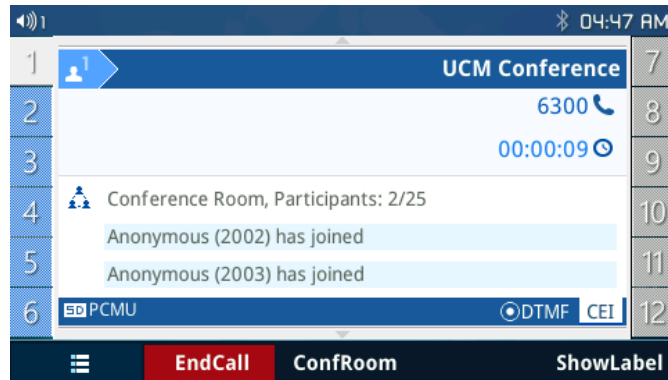 1 04:47 AM
1 1 UCM Conference 7
2 6300 8
3 00:00:09 9
4 Conference Room, Participants: 2/25 10
Anonymous (2002) has joined
5 Anonymous (2003) has joined 11
6 SD PCMU DTMF CEI 12
EndCall ConfRoom ShowLabel